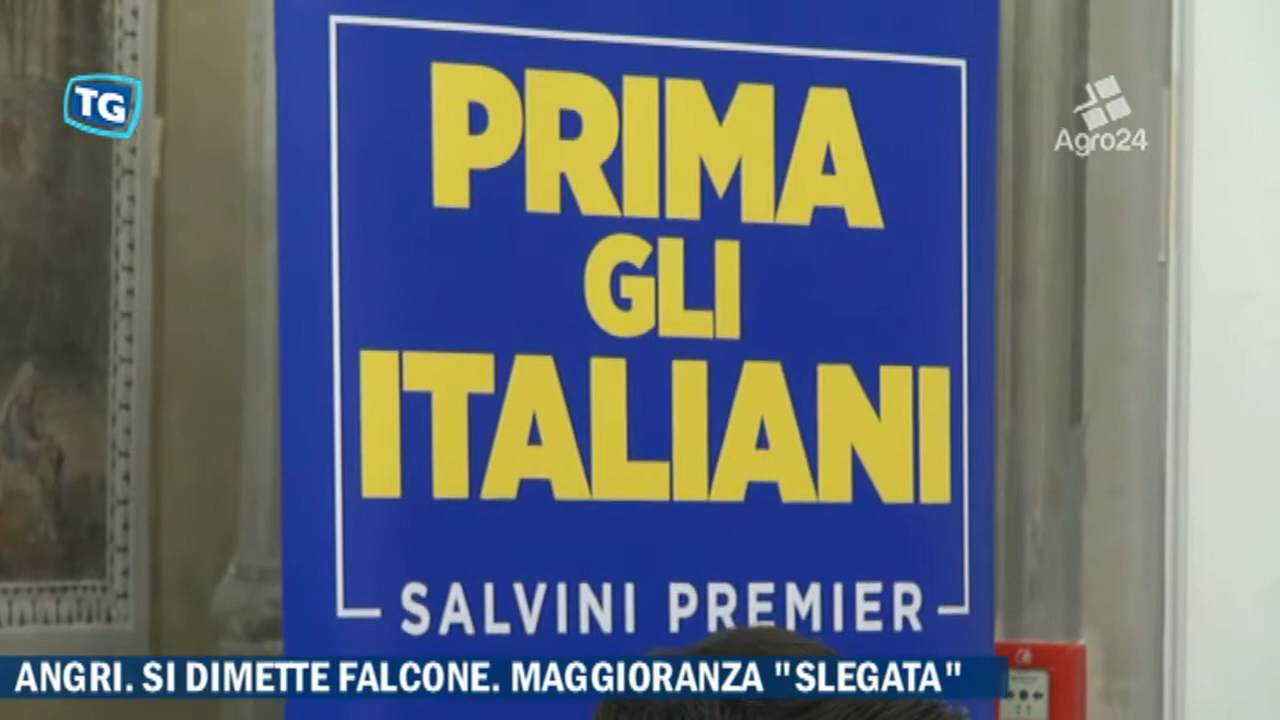 TG
Agro24
PRIMA
GLI
ITALIANI
SALVINI PREMIER
ANGRI. SI DIMETTE FALCONE. MAGGIORANZA "SLEGATA"